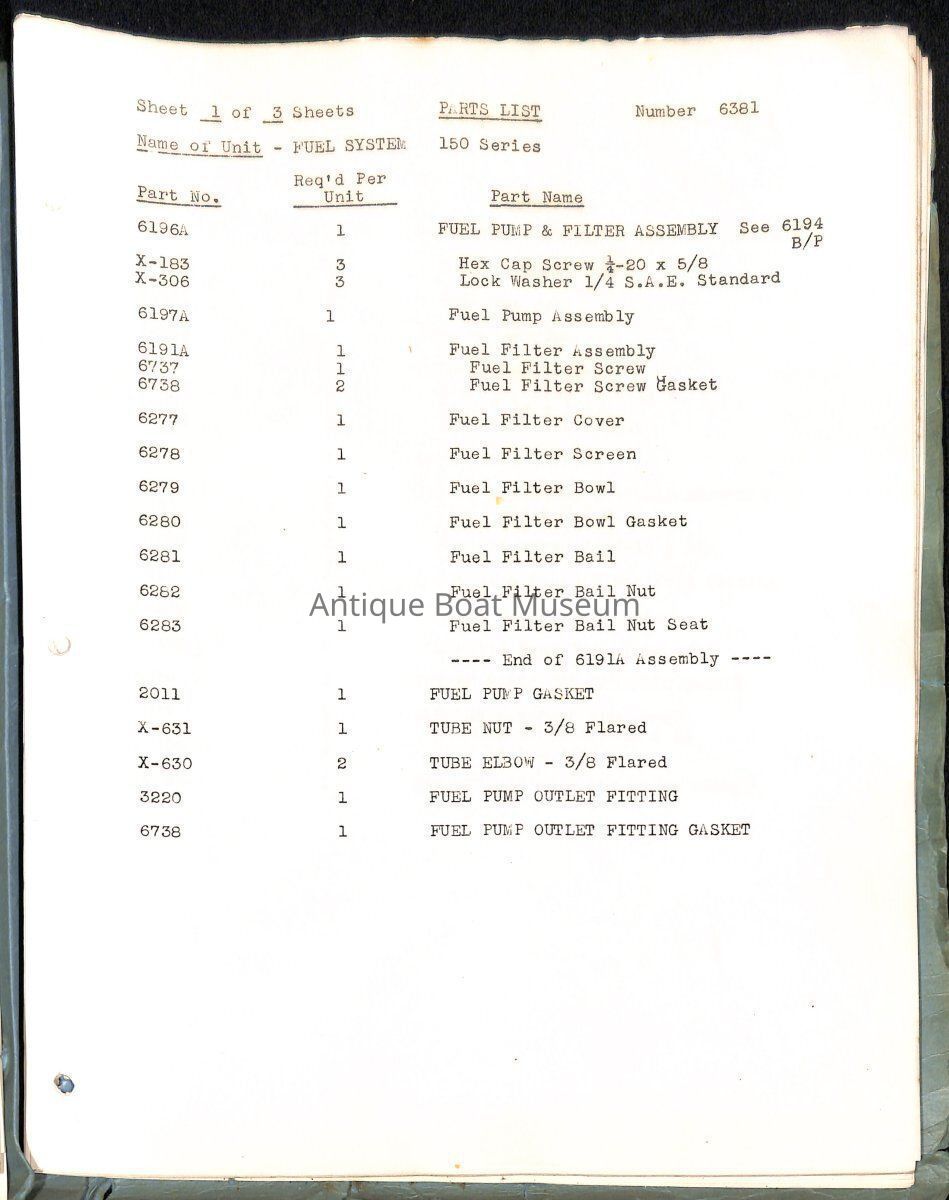 Sheet 1 of 3 Sheets PARTS LIST Number 6381
Name of Unit - FUEL SYSTEM 150 Series
Part No. Req'd Per Unit Part Name
6196A 1 FUEL PUMP & FILTER ASSEMBLY See 6194 B/P
X-183 3 Hex Cap Screw ¼-20 x 5/8
X-306 3 Lock Washer 1/4 S.A.E. Standard
6197A 1 Fuel Pump Assembly
6191A 1 Fuel Filter Assembly
6737 1 Fuel Filter Screw
6738 2 Fuel Filter Screw Gasket
6277 1 Fuel Filter Cover
6278 1 Fuel Filter Screen
6279 1 Fuel Filter Bowl
6280 1 Fuel Filter Bowl Gasket
6281 1 Fuel Filter Bail
6282 1 Fuel Filter Bail Nut
Antique Boat Museum
6283 1 Fuel Filter Bail Nut Seat
---- End of 6191A Assembly ----
2011 1 FUEL PUMP GASKET
X-631 1 TUBE NUT - 3/8 Flared
X-630 2 TUBE ELBOW - 3/8 Flared
3220 1 FUEL PUMP OUTLET FITTING
6738 1 FUEL PUMP OUTLET FITTING GASKET